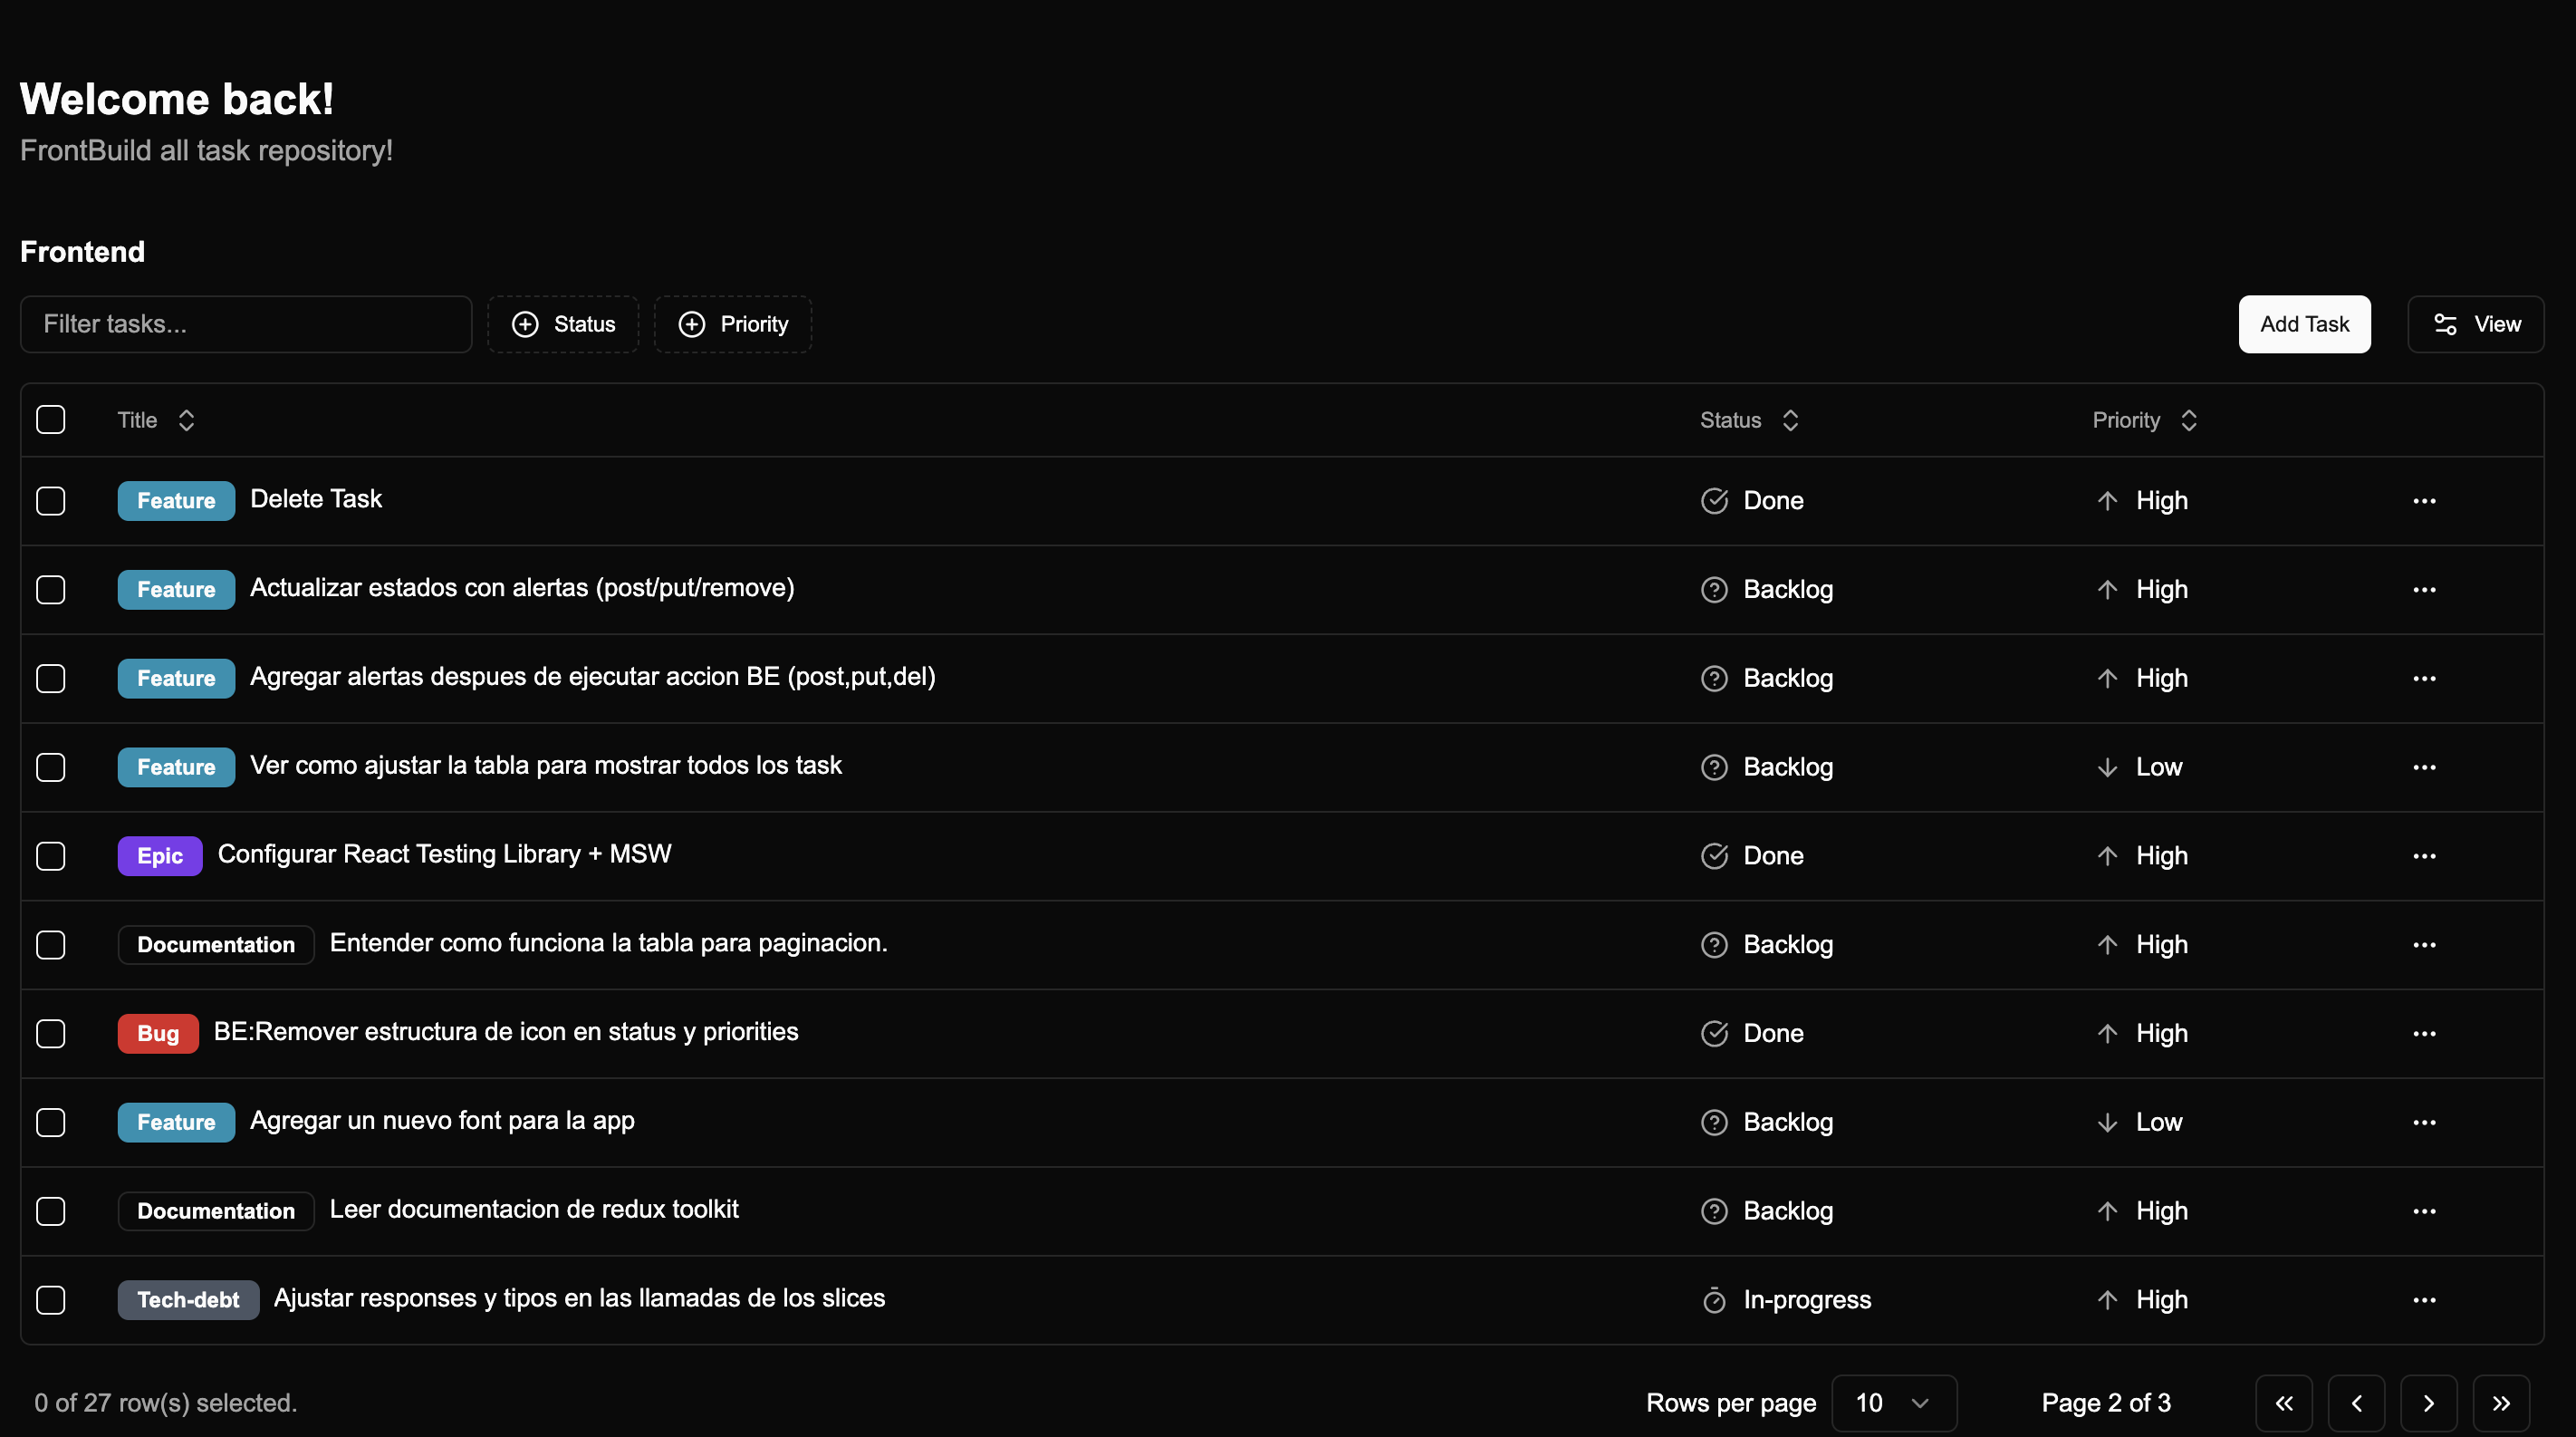 Welcome back!
FrontBuild all task repository!
Frontend
Filter tasks... Status Priority Add Task View
Title Status Priority
Feature Delete Task Done High
Feature Actualizar estados con alertas (post/put/remove) Backlog High
Feature Agregar alertas despues de ejecutar accion BE (post,put,del) Backlog High
Feature Ver como ajustar la tabla para mostrar todos los task Backlog Low
Epic Configurar React Testing Library + MSW Done High
Documentation Entender como funciona la tabla para paginacion. Backlog High
Bug BE:Remover estructura de icon en status y priorities Done High
Feature Agregar un nuevo font para la app Backlog Low
Documentation Leer documentacion de redux toolkit Backlog High
Tech-debt Ajustar responses y tipos en las llamadas de los slices In-progress High
0 of 27 row(s) selected. Rows per page 10 Page 2 of 3